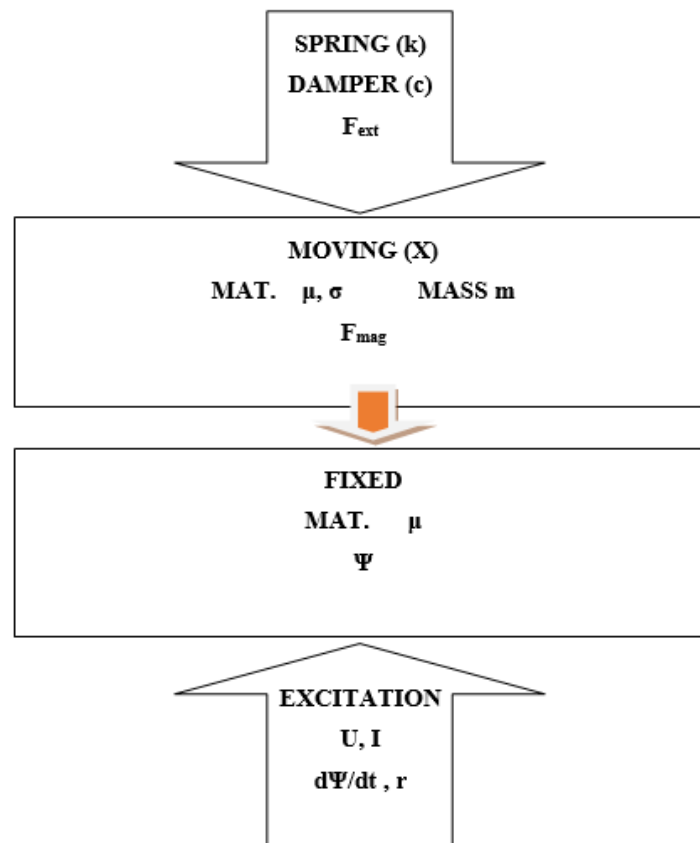 SPRING (k)
DAMPER (c)
Fext
MOVING (X)
MAT. μ, σ MASS m
Fmag
FIXED
MAT. μ
Ψ
EXCITATION
U, I
dΨ/dt , r